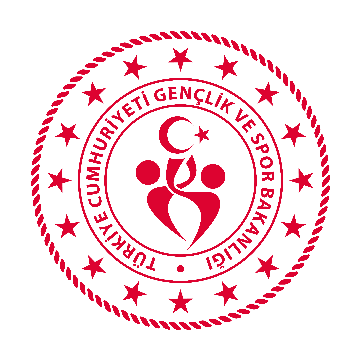 TÜRKİYE CUMHURİYETİ GENÇLİK VE SPOR BAKANLIĞI